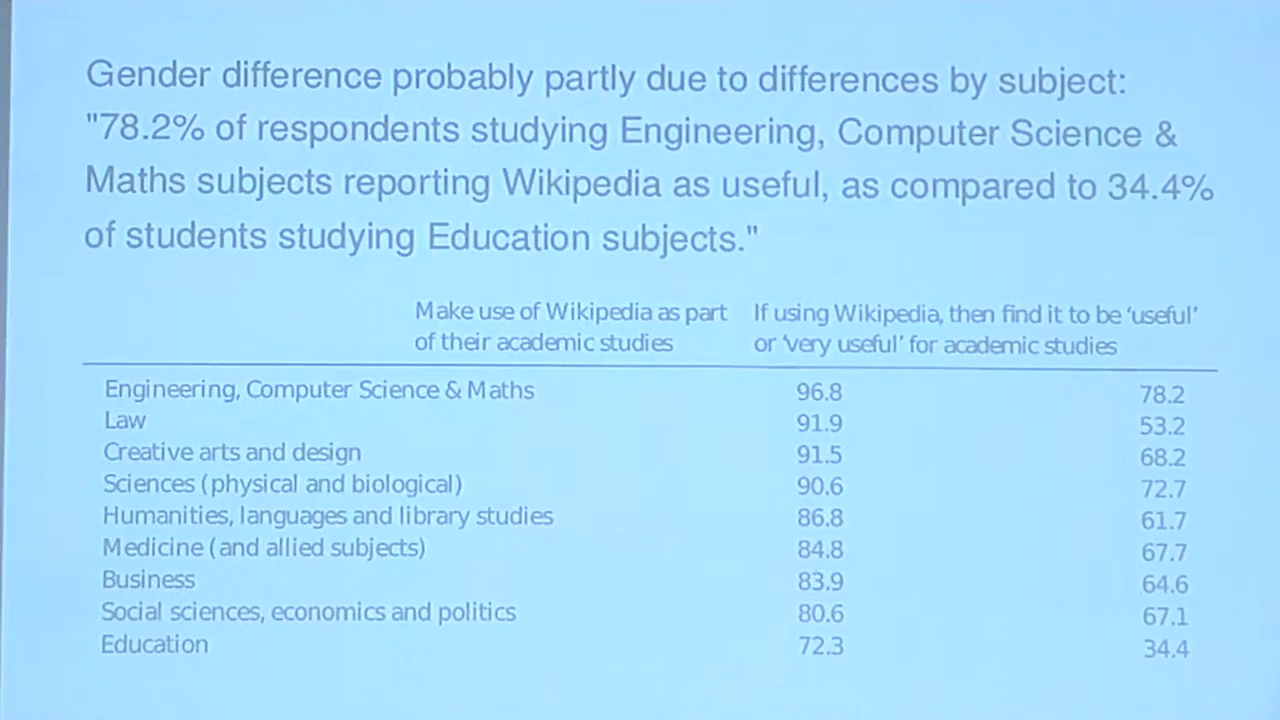 Gender difference probably partly due to differences by subject:
"78.2% of respondents studying Engineering, Computer Science &
Maths subjects reporting Wikipedia as useful, as compared to 34.4%
of students studying Education subjects."
Make use of Wikipedia as part If using Wikipedia, then find it to be ‘useful’
of their academic studies or ‘very useful’ for academic studies
Engineering, Computer Science & Maths 96.8 78.2
Law 91.9 53.2
Creative arts and design 91.5 68.2
Sciences (physical and biological) 90.6 72.7
Humanities, languages and library studies 86.8 61.7
Medicine (and allied subjects) 84.8 67.7
Business 83.9 64.6
Social sciences, economics and politics 80.6 67.1
Education 72.3 34.4